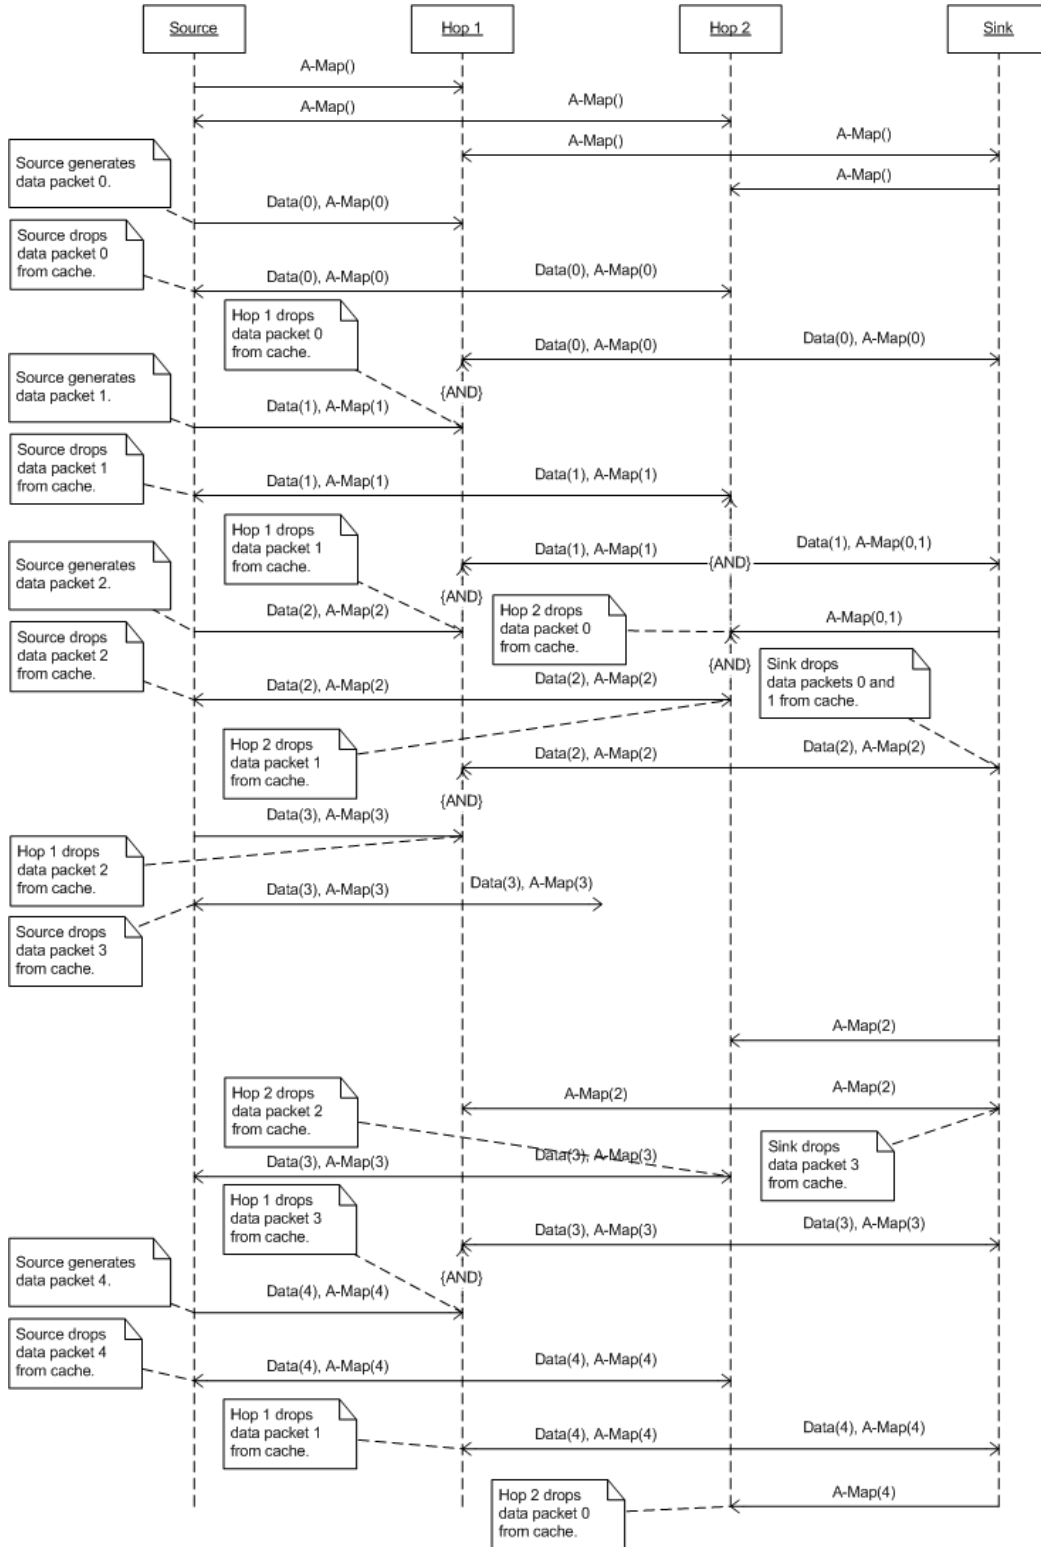 Source
Hop 1
Hop 2
Sink
A-Map()
A-Map()
A-Map()
A-Map()
A-Map()
A-Map()
Source generates
data packet 0.
Data(0), A-Map(0)
Source drops
data packet 0
from cache.
Data(0), A-Map(0)
Data(0), A-Map(0)
Hop 1 drops
data packet 0
from cache.
Data(0), A-Map(0)
Data(0), A-Map(0)
{AND}
Source generates
data packet 1.
Data(1), A-Map(1)
Source drops
data packet 1
from cache.
Data(1), A-Map(1)
Data(1), A-Map(1)
Hop 1 drops
data packet 1
from cache.
Data(1), A-Map(1)
Data(1), A-Map(0,1)
{AND}
{AND}
Source generates
data packet 2.
Data(2), A-Map(2)
Hop 2 drops
data packet 0
from cache.
A-Map(0,1)
Source drops
data packet 2
from cache.
{AND}
Sink drops
data packets 0 and
1 from cache.
Data(2), A-Map(2)
Data(2), A-Map(2)
Hop 2 drops
data packet 1
from cache.
Data(2), A-Map(2)
Data(2), A-Map(2)
{AND}
Data(3), A-Map(3)
Hop 1 drops
data packet 2
from cache.
Data(3), A-Map(3)
Data(3), A-Map(3)
Source drops
data packet 3
from cache.
A-Map(2)
Hop 2 drops
data packet 2
from cache.
A-Map(2)
A-Map(2)
Sink drops
data packet 3
from cache.
Data(3), A-Map(3)
Data(3), A-Map(3)
Hop 1 drops
data packet 3
from cache.
Data(3), A-Map(3)
Data(3), A-Map(3)
{AND}
Source generates
data packet 4.
Data(4), A-Map(4)
Source drops
data packet 4
from cache.
Data(4), A-Map(4)
Data(4), A-Map(4)
Hop 1 drops
data packet 1
from cache.
Data(4), A-Map(4)
Data(4), A-Map(4)
Hop 2 drops
data packet 0
from cache.
A-Map(4)